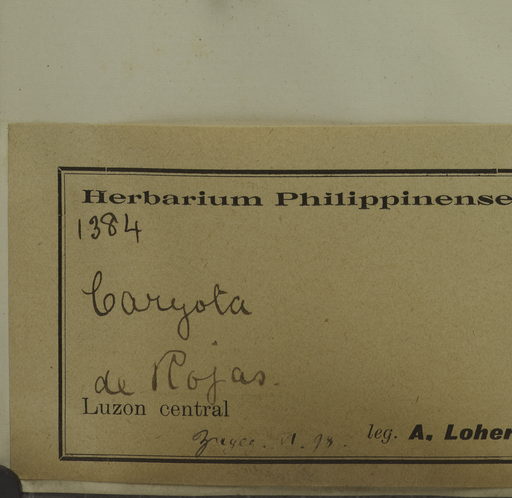 Herbarium Philippinense
1384
Caryota
de Rojas.
Luzon central
leg. A. Loher